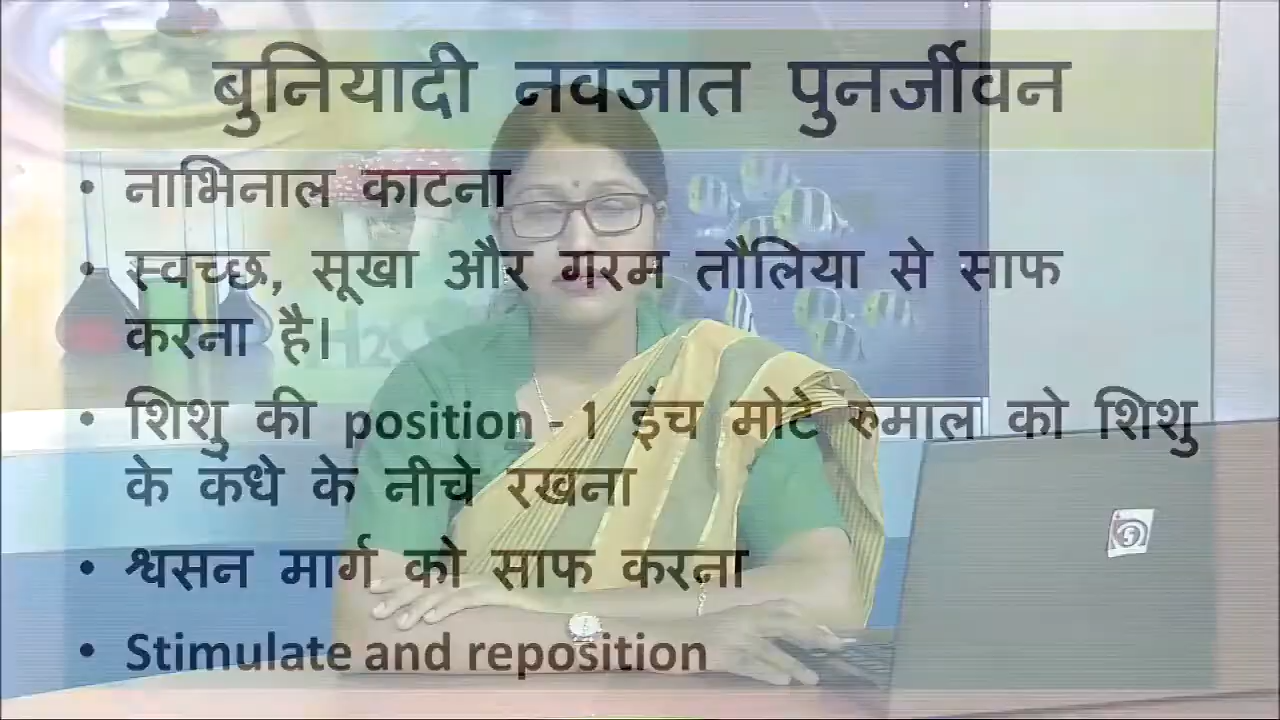 बुनियादी नवजात पुनर्जीवन
• नाभिनाल काटना
• स्वच्छ, सूखा और गरम तौलिया से साफ
करना है।
• शिशु की position - 1 इंच मोटे रुमाल को शिशु
के कंधे के नीचे रखना
• श्वसन मार्ग को साफ करना
• Stimulate and reposition